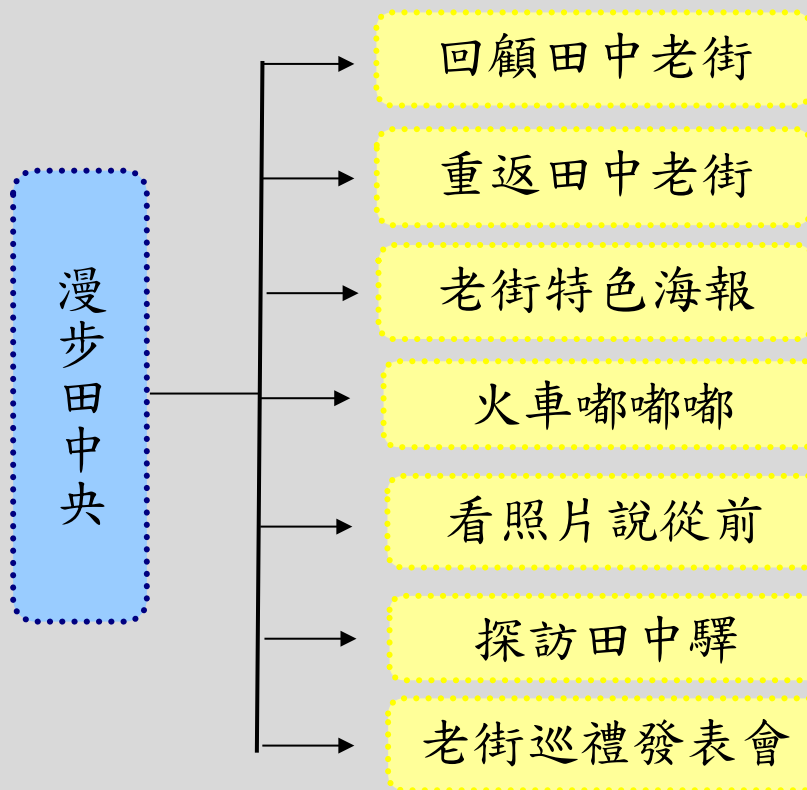 漫步田中央
回顧田中老街
重返田中老街
老街特色海報
火車嘟嘟嘟
看照片說從前
探訪田中驛
老街巡禮發表會